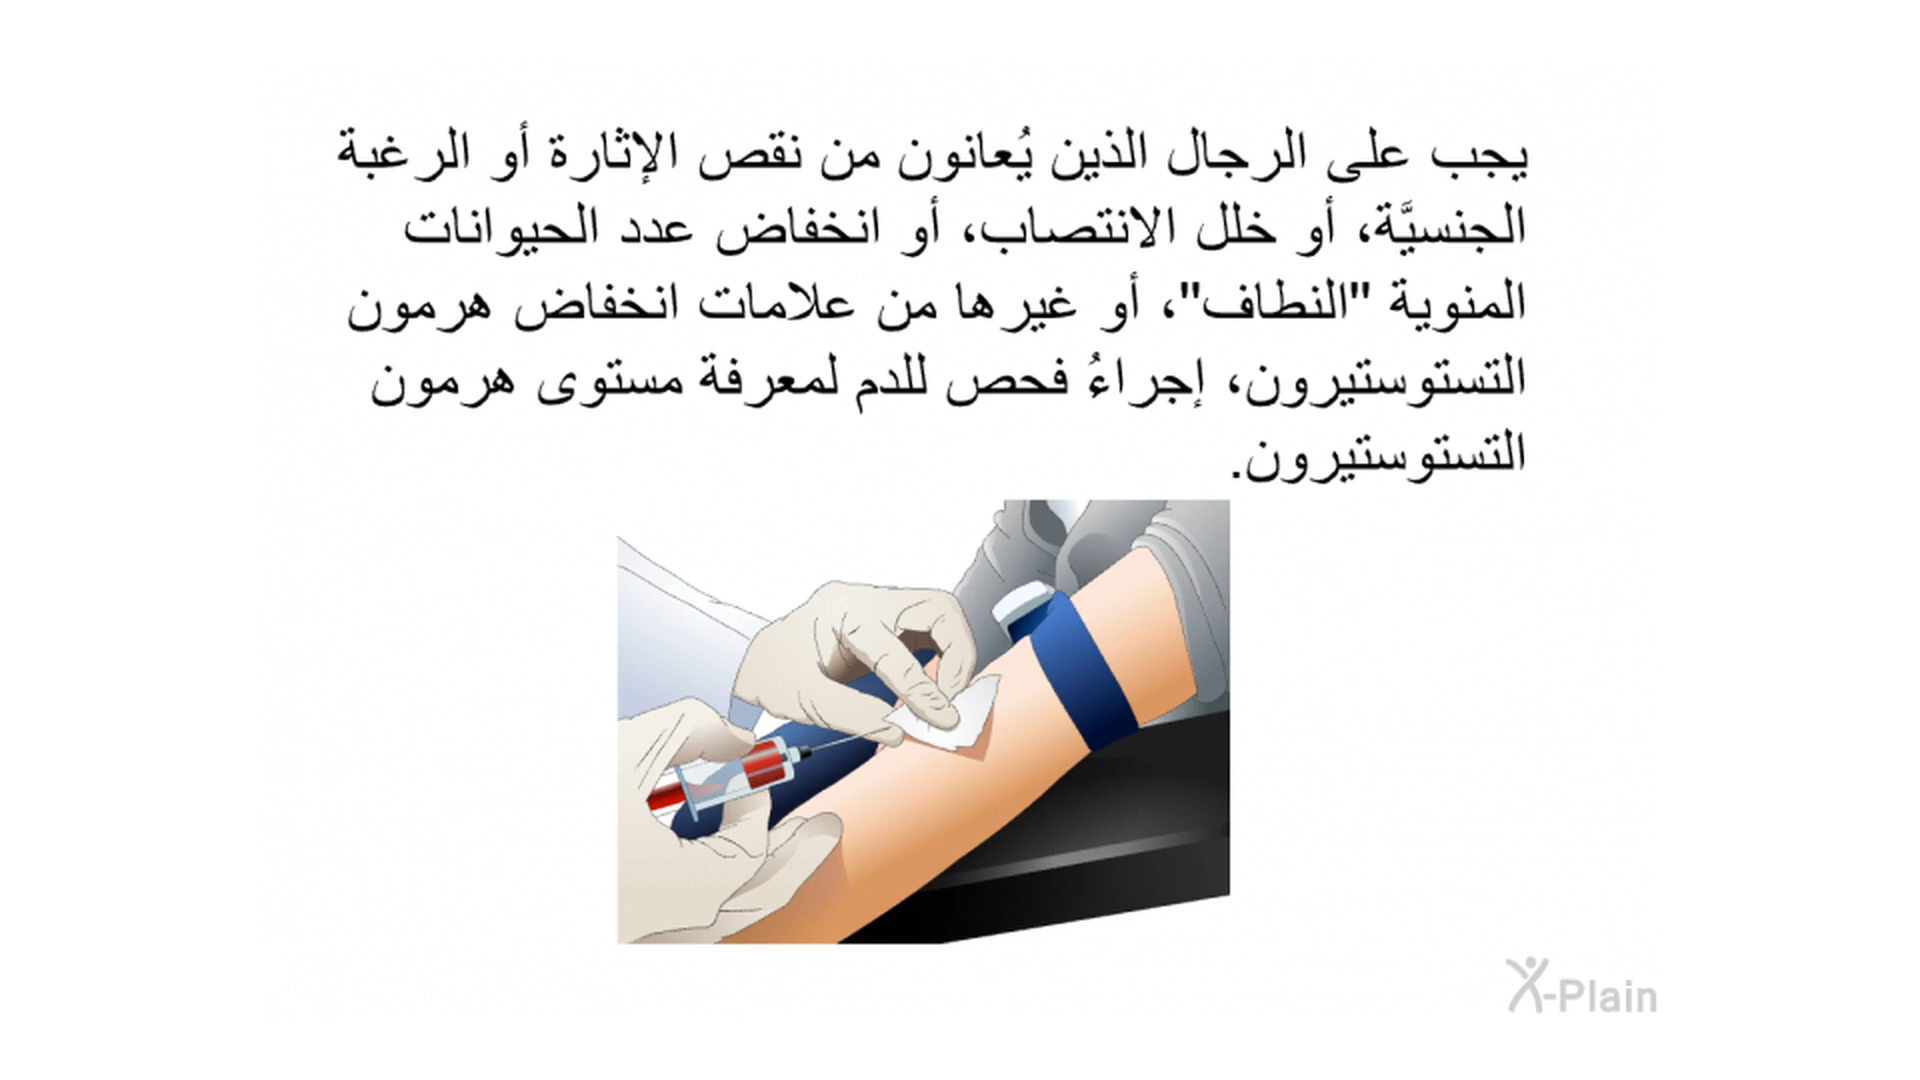 يجب على الرجال الذين يُعانون من نقص الإثارة أو الرغبة
الجنسيَّة، أو خلل الانتصاب، أو انخفاض عدد الحيوانات
المنوية "النطاف"، أو غيرها من علامات انخفاض هرمون
التستوستيرون، إجراءُ فحص للدم لمعرفة مستوى هرمون
التستوستيرون.
X-Plain